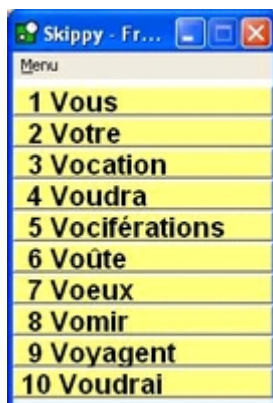 Skippy - Fr...
Menu
1 Vous
2 Votre
3 Vocation
4 Voudra
5 Vociférations
6 Voûte
7 Voeux
8 Vomir
9 Voyagent
10 Voudrai